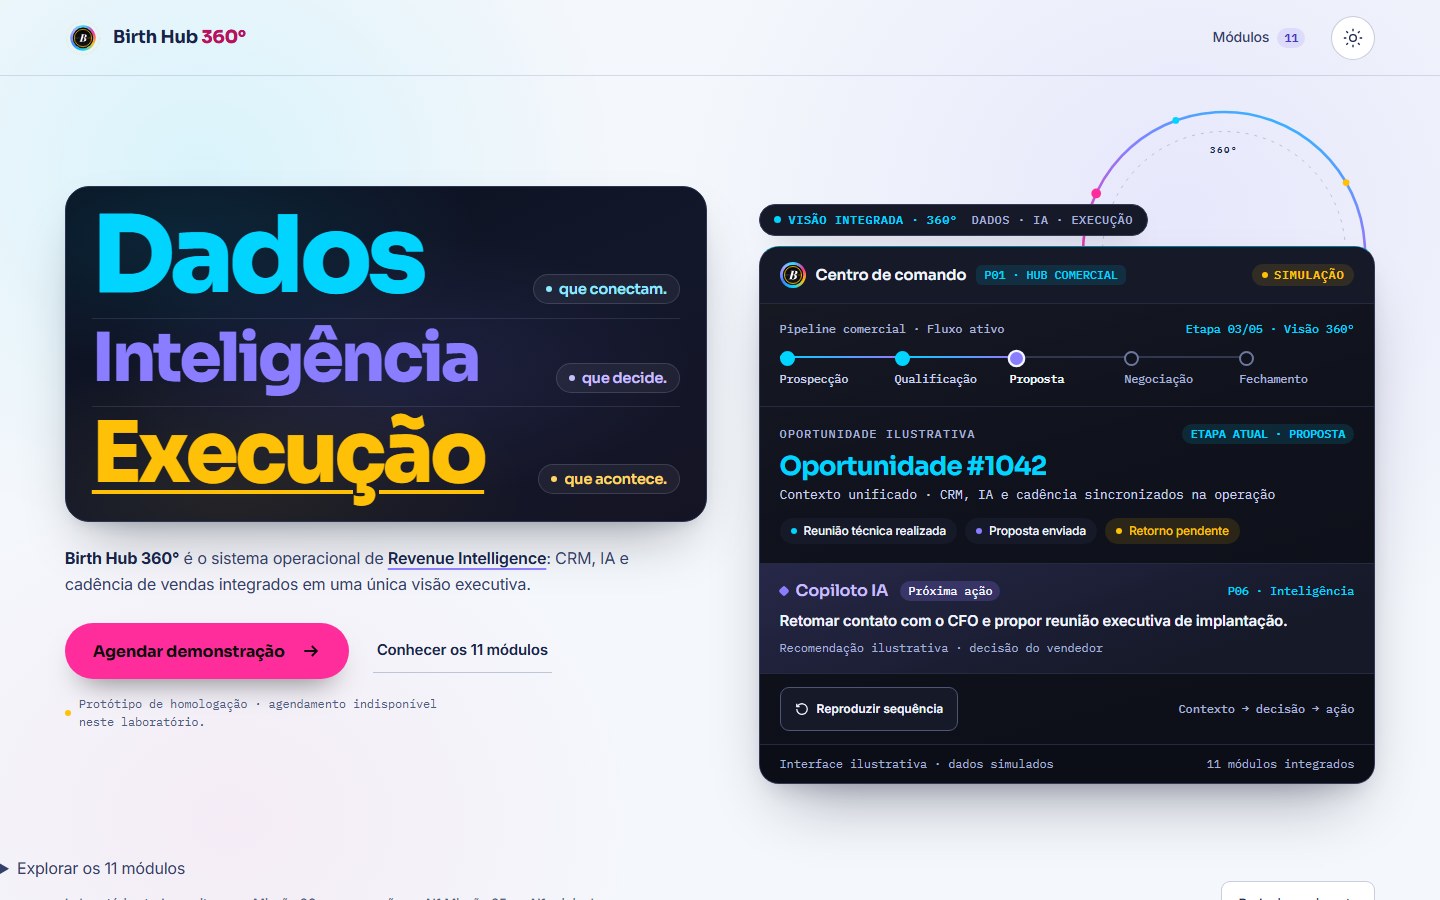 Birth Hub 360°
Módulos 11
360°
Dados
que conectam.
Inteligência
que decide.
Execução
que acontece.
Birth Hub 360° é o sistema operacional de Revenue Intelligence: CRM, IA e
cadência de vendas integrados em uma única visão executiva.
Agendar demonstração →
Conhecer os 11 módulos
Protótipo de homologação · agendamento indisponível
neste laboratório.
VISÃO INTEGRADA · 360° DADOS · IA · EXECUÇÃO
B Centro de comando P01 · HUB COMERCIAL SIMULAÇÃO
Pipeline comercial · Fluxo ativo Etapa 03/05 · Visão 360°
Prospecção Qualificação Proposta Negociação Fechamento
OPORTUNIDADE ILUSTRATIVA ETAPA ATUAL · PROPOSTA
Oportunidade #1042
Contexto unificado · CRM, IA e cadência sincronizados na operação
Reunião técnica realizada Proposta enviada Retorno pendente
Copiloto IA Próxima ação P06 · Inteligência
Retomar contato com o CFO e propor reunião executiva de implantação.
Recomendação ilustrativa · decisão do vendedor
Reproduzir sequência Contexto → decisão → ação
Interface ilustrativa · dados simulados 11 módulos integrados
Explorar os 11 módulos